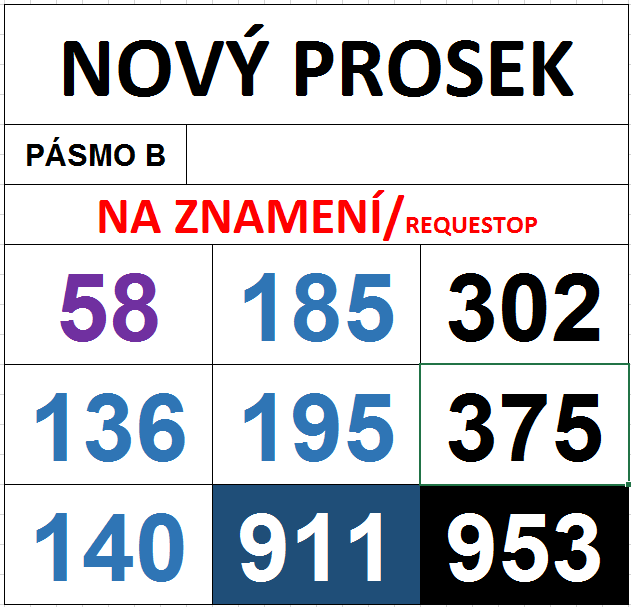 NOVÝ PROSEK
PÁSMO B
NA ZNAMENÍ/REQUESTOP
58 185 302
136 195 375
140 911 953